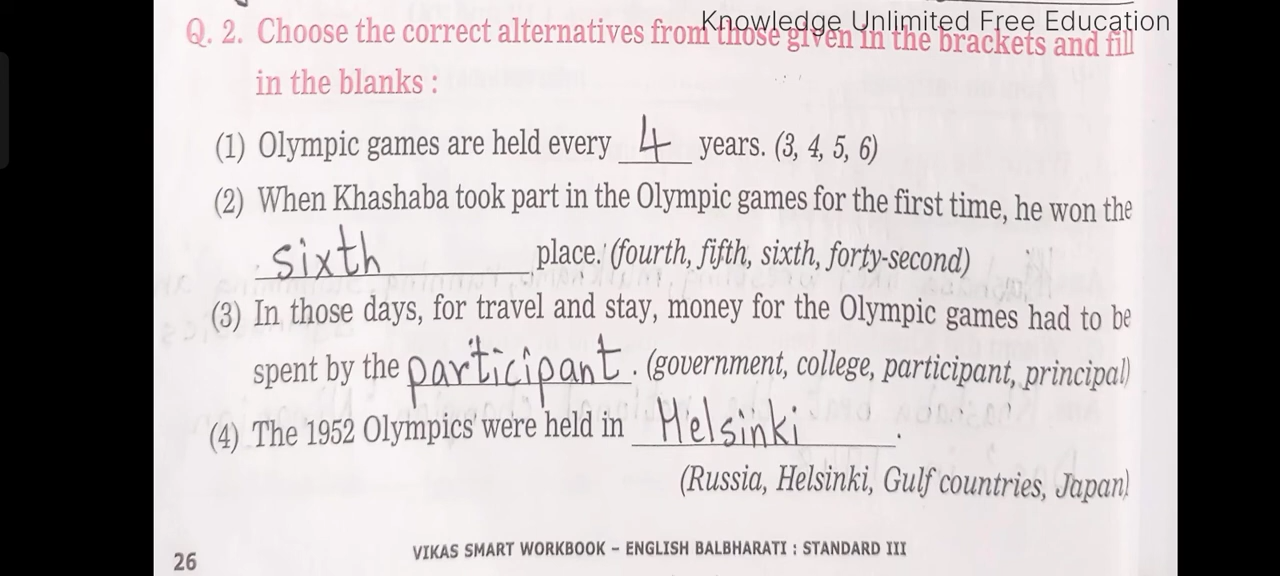 Knowledge Unlimited Free Education
Q. 2. Choose the correct alternatives from those given in the brackets and fill
in the blanks :
(1) Olympic games are held every 4 years. (3, 4, 5, 6)
(2) When Khashaba took part in the Olympic games for the first time, he won the
sixth place. (fourth, fifth, sixth, forty-second)
(3) In those days, for travel and stay, money for the Olympic games had to be
spent by the participant. (government, college, participant, principal)
(4) The 1952 Olympics were held in Helsinki.
(Russia, Helsinki, Gulf countries, Japan)
26
VIKAS SMART WORKBOOK – ENGLISH BALBHARATI : STANDARD III